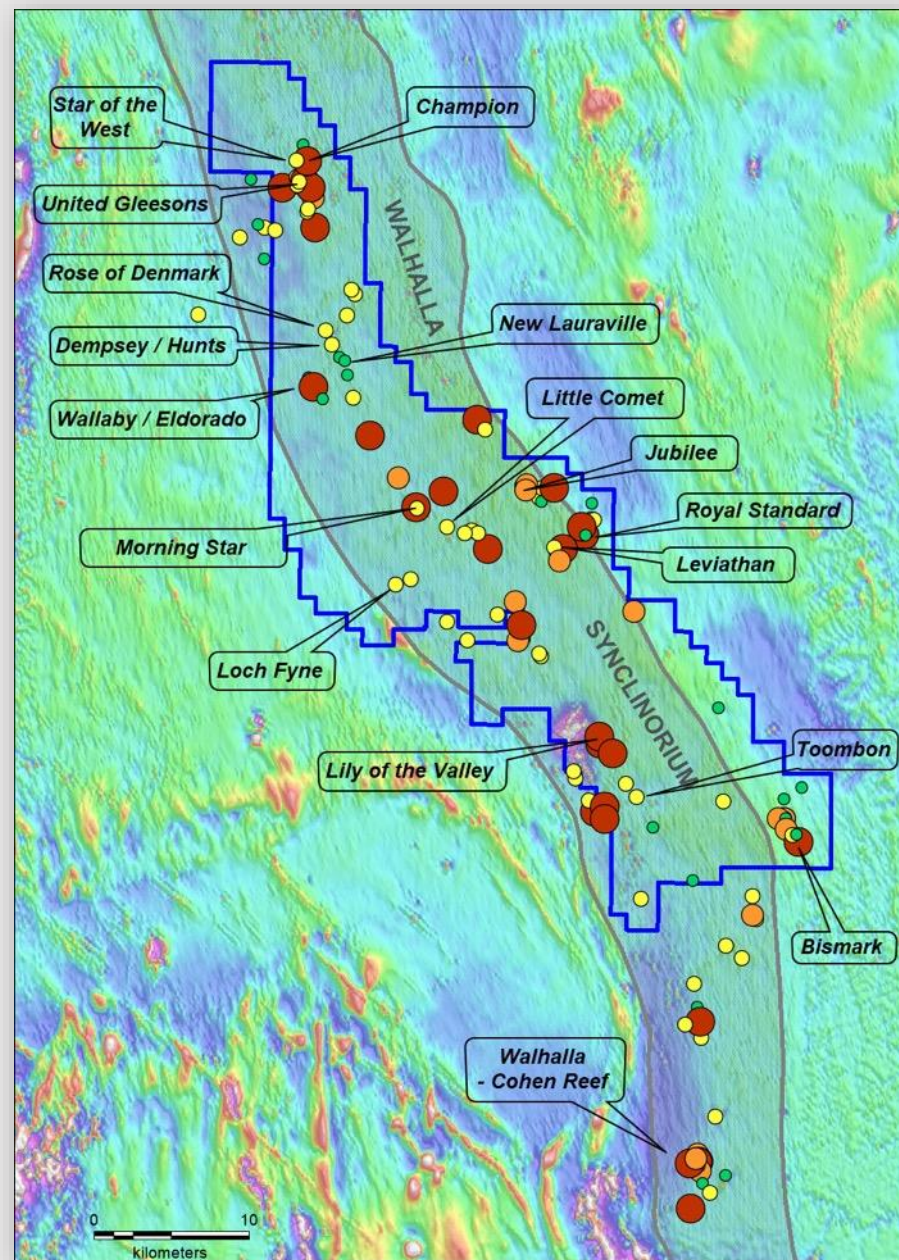 Star of the
West
Champion
United Gleesons
WALHALLA
Rose of Denmark
New Lauraville
Dempsey / Hunts
Little Comet
Wallaby / Eldorado
Jubilee
Royal Standard
Morning Star
Leviathan
SYNCLINORIUM
Loch Fyne
Toombon
Lily of the Valley
Bismark
Walhalla
- Cohen Reef
0 10
kilometers